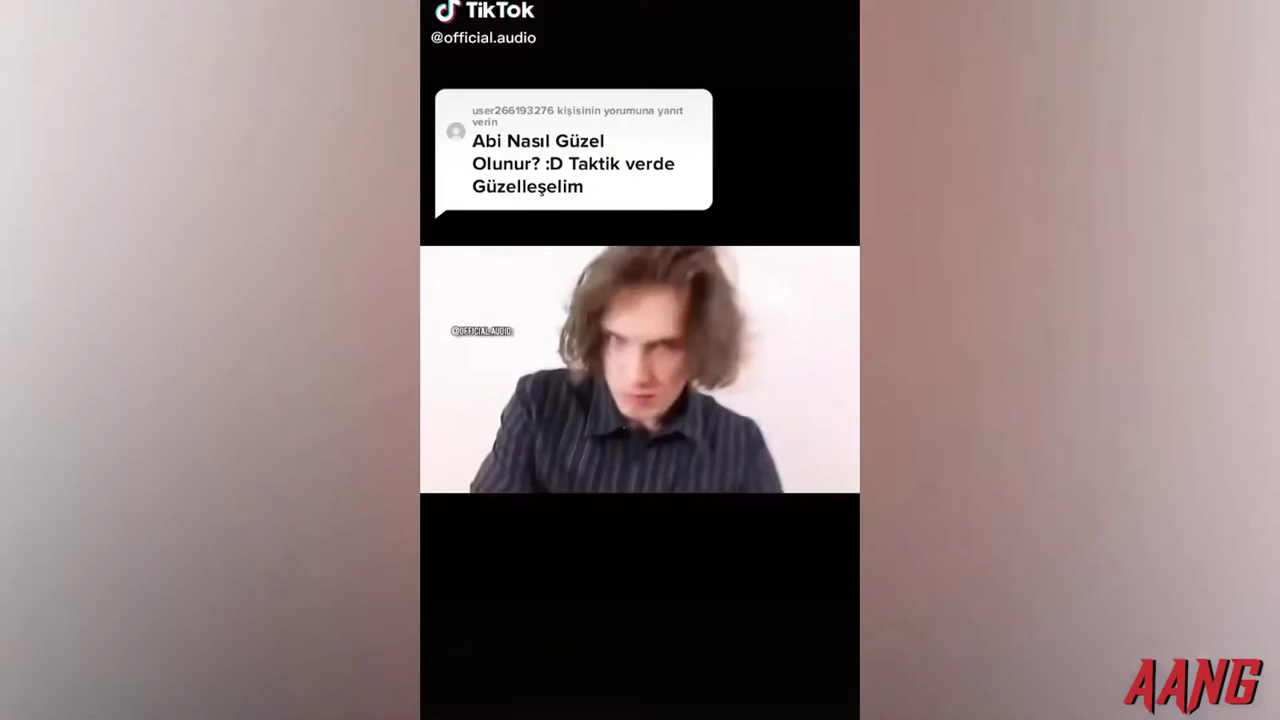 TikTok
@official.audio
user266193276 kişisinin yorumuna yanıt
verin
Abi Nasıl Güzel
Olunur? :D Taktik verde
Güzelleşelim
@OFFICIAL.AUDIO
AANG